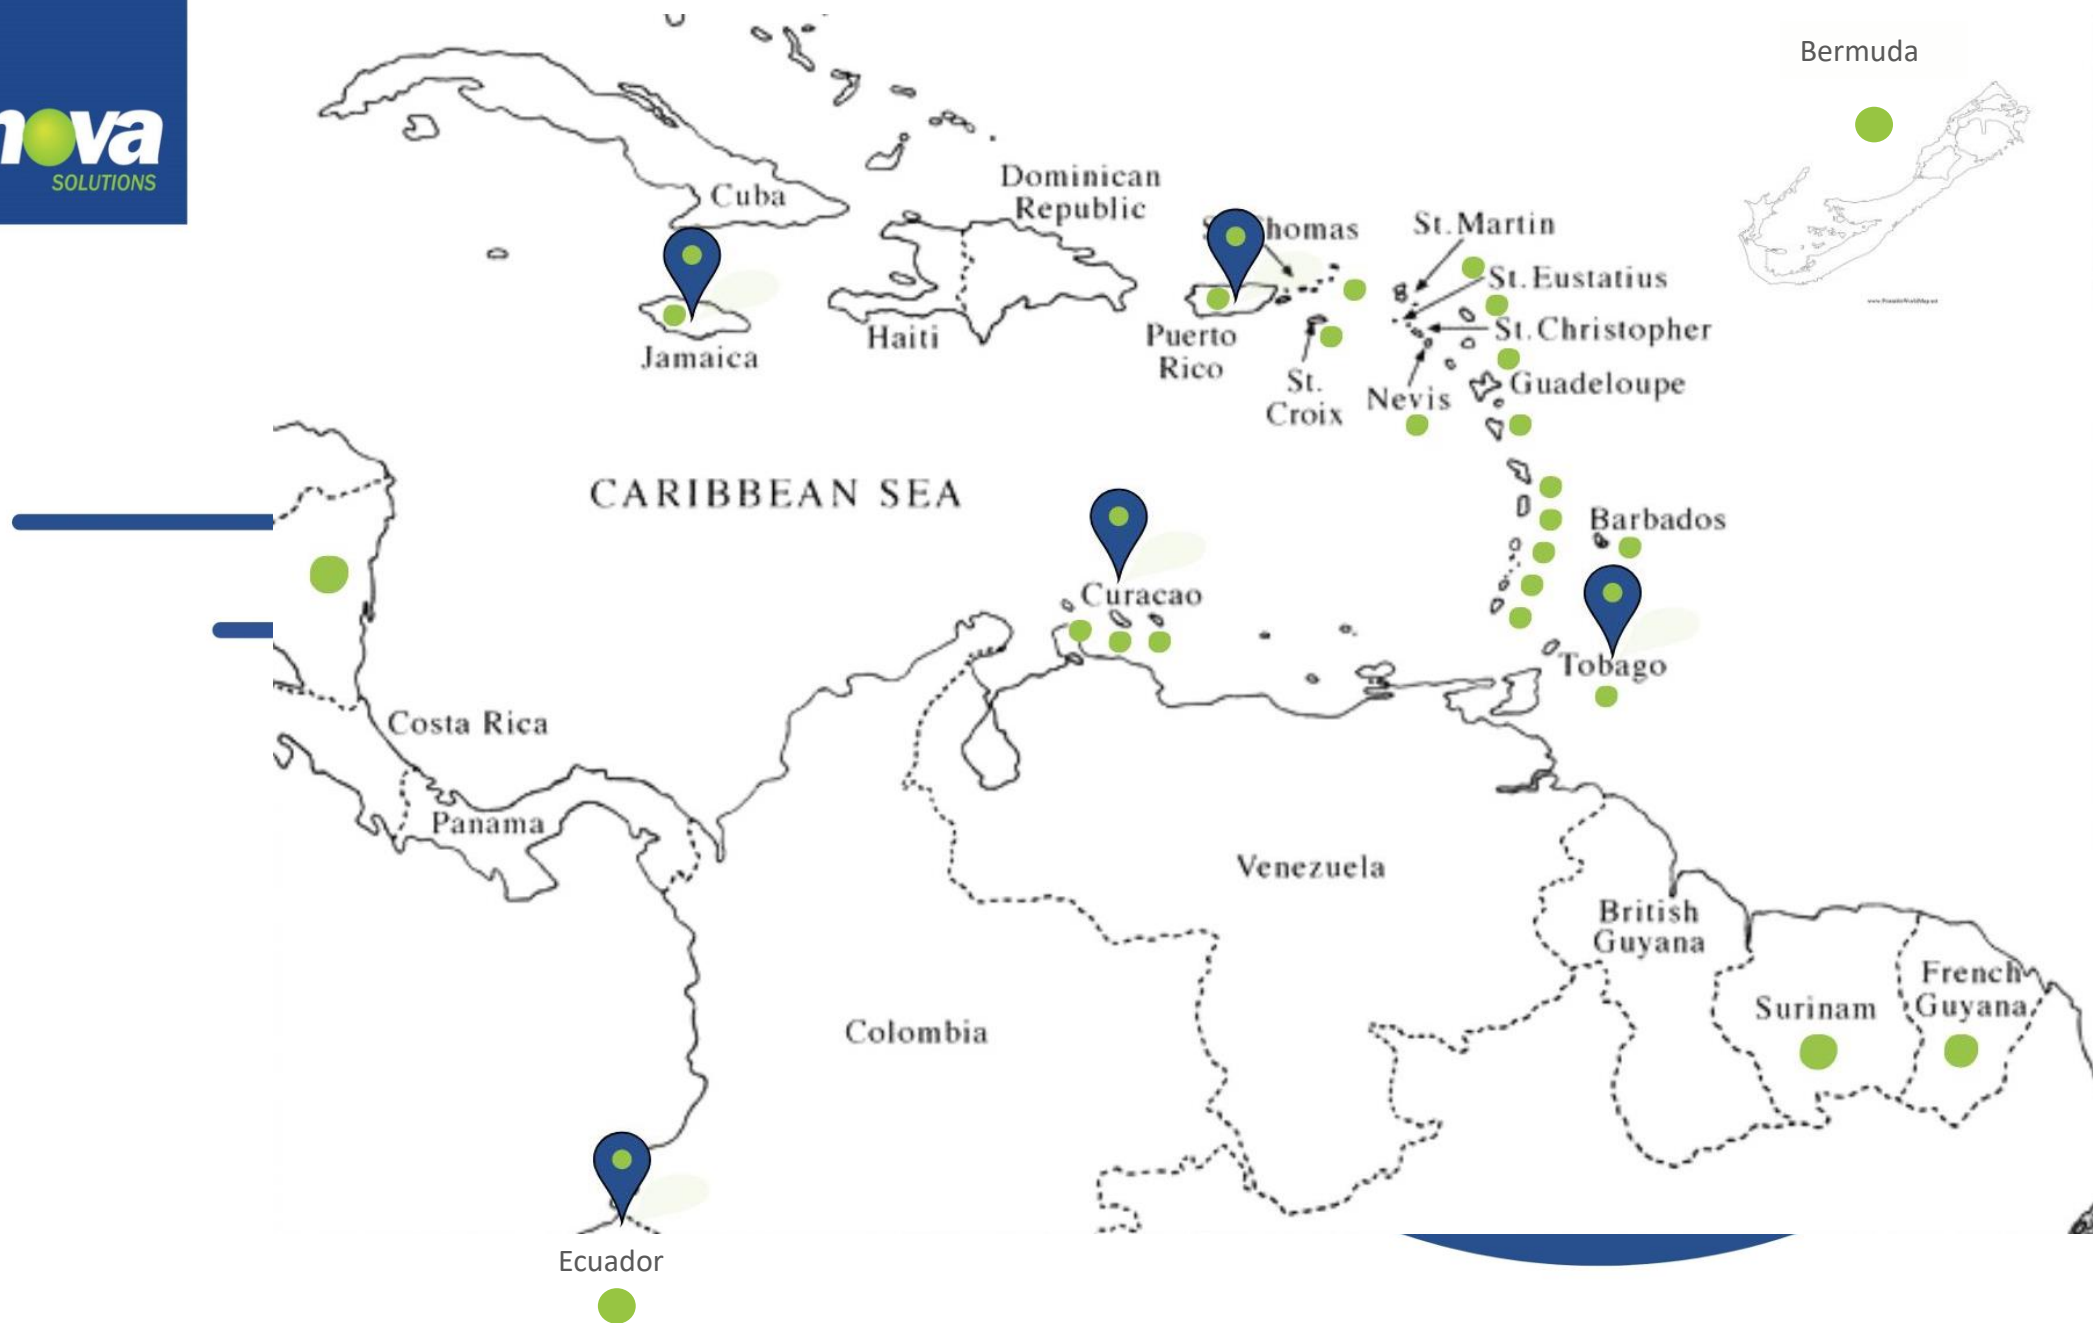 Bermuda
nova
SOLUTIONS
Dominican
Republic
Cuba
homas
St. Martin
St. Eustatius
St. Christopher
Puerto
Rico
Haiti
Jamaica
St.
Croix
Nevis
Guadeloupe
CARIBBEAN SEA
Barbados
Curacao
Tobago
Costa Rica
Panama
Venezuela
British
Guyana
French
Guyana
Surinam
Colombia
Ecuador